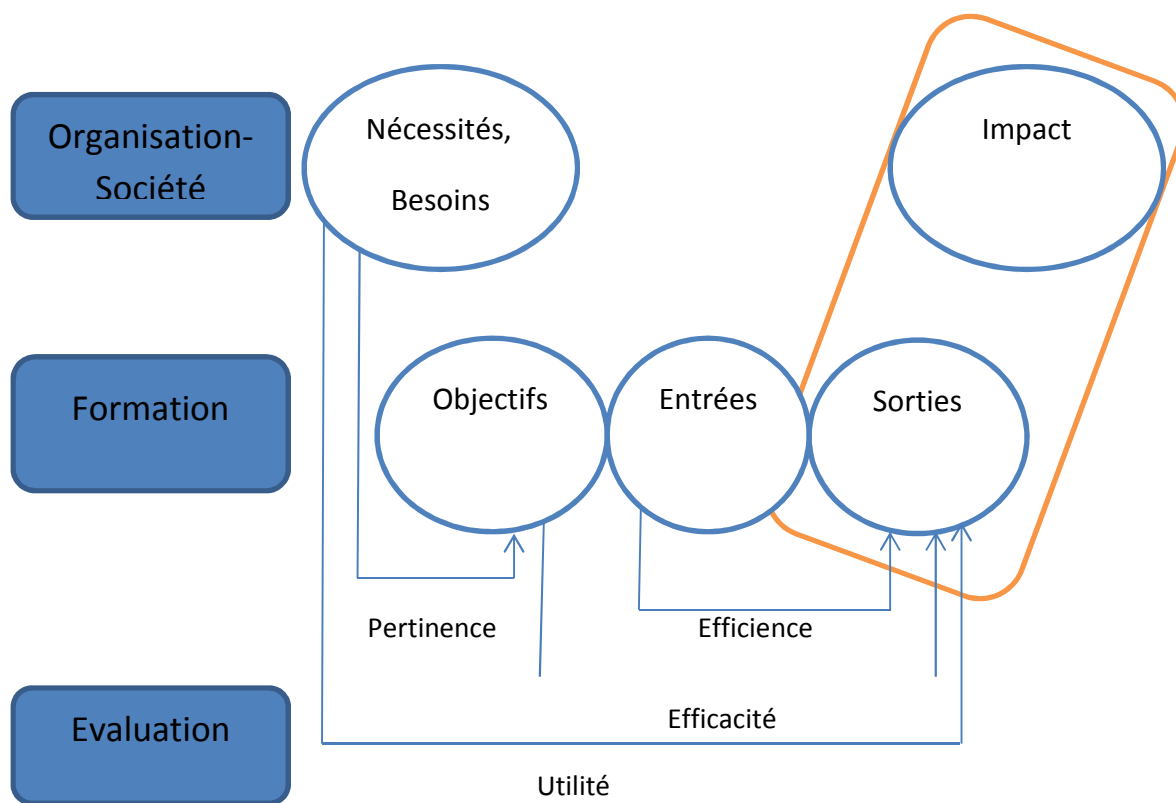 Organisation-
Société
Nécessités,
Besoins
Impact
Formation
Objectifs
Entrées
Sorties
Pertinence
Efficience
Evaluation
Efficacité
Utilité